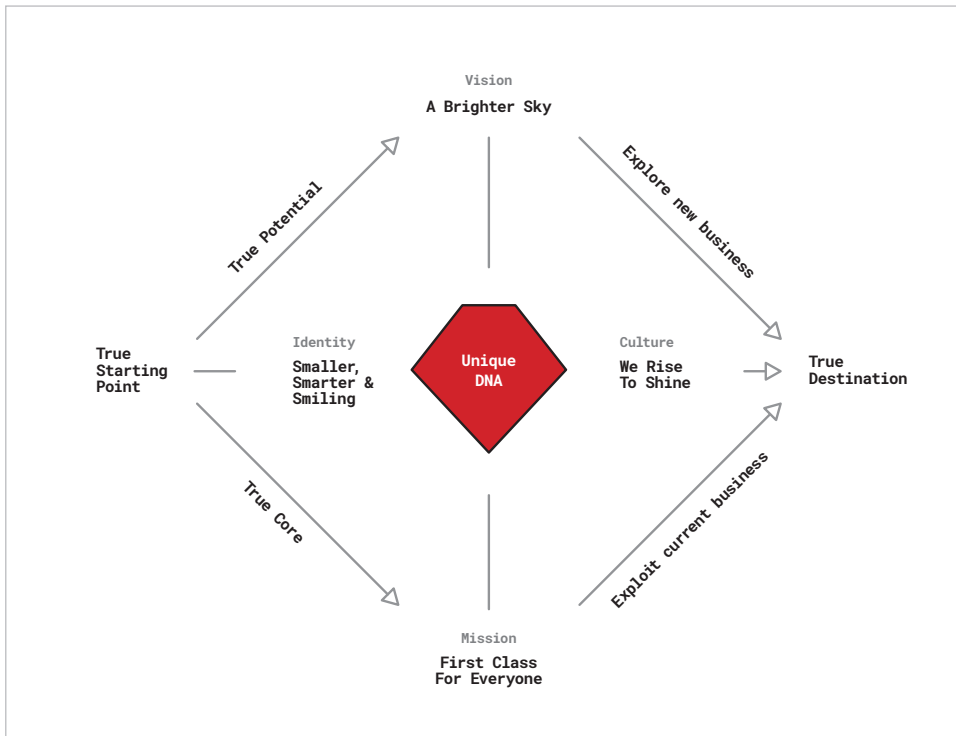 Vision
A Brighter Sky
True Potential
Explore new business
Identity
Smaller,
Smarter &
Smiling
Unique
DNA
Culture
We Rise
To Shine
True
Starting
Point
True
Destination
True Core
Exploit current business
Mission
First Class
For Everyone